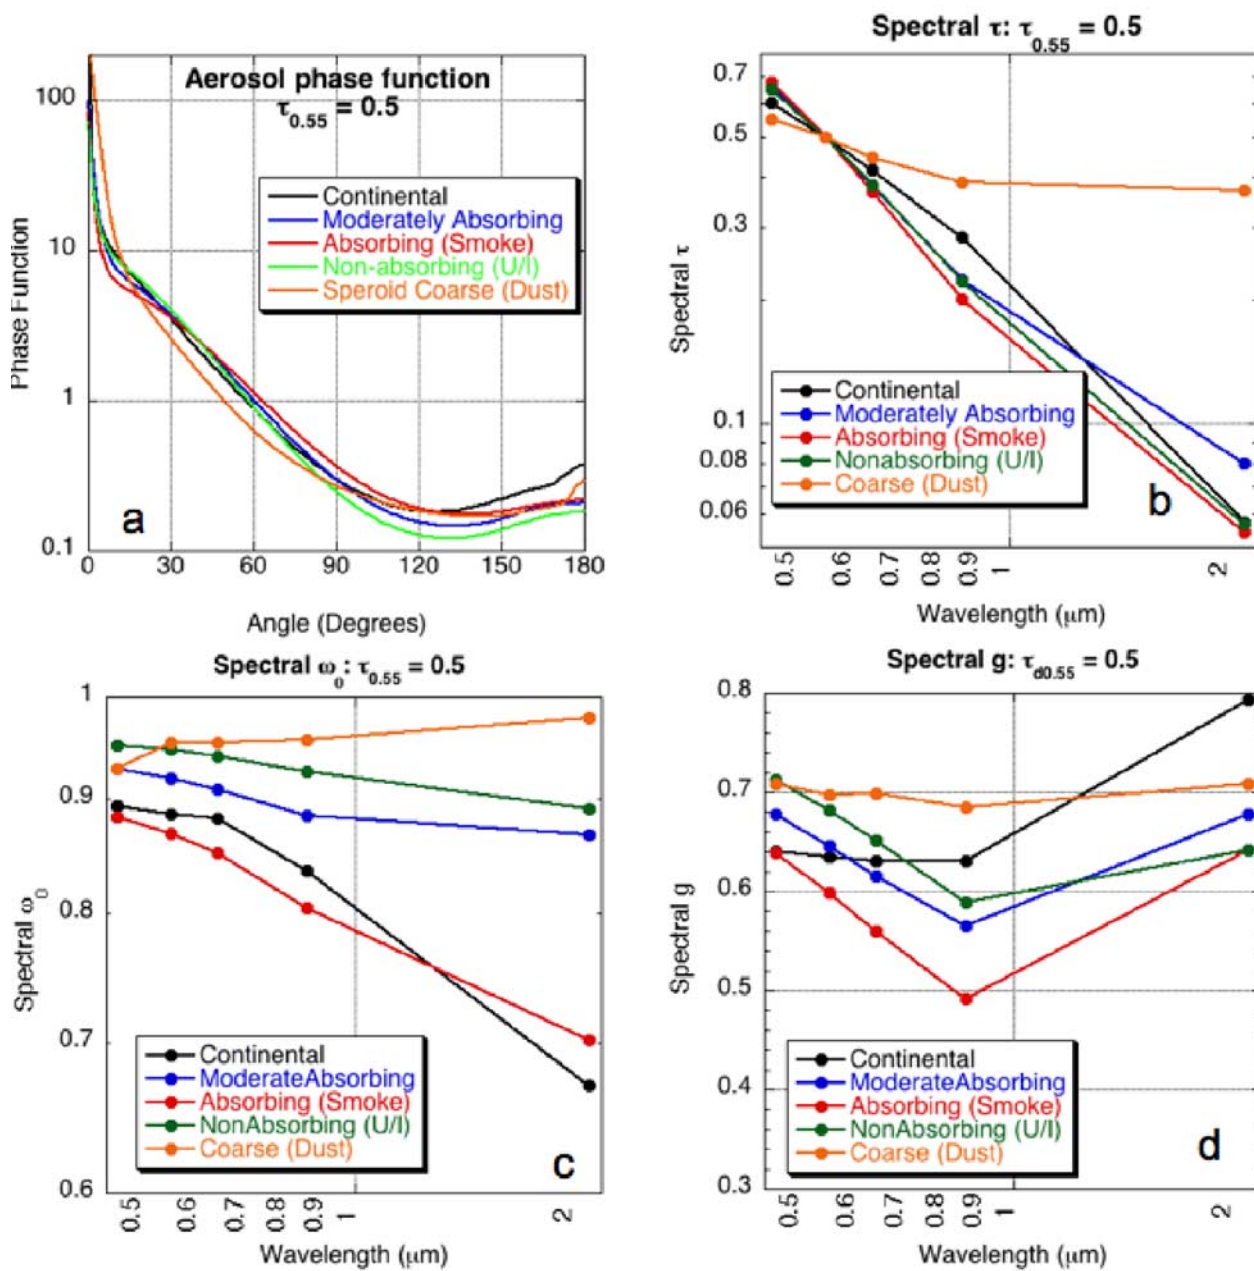 Aerosol phase function
τ0.55 = 0.5
100
10
1
0.1
Phase Function
Continental
Moderately Absorbing
Absorbing (Smoke)
Non-absorbing (U/I)
Speroid Coarse (Dust)
a
0 30 60 90 120 150 180
Angle (Degrees)
Spectral τ: τ0.55 = 0.5
0.7
0.5
0.3
0.1
0.08
0.06
Spectral τ
Continental
Moderately Absorbing
Absorbing (Smoke)
Nonabsorbing (U/I)
Coarse (Dust)
b
0.5 0.6 0.7 0.8 0.9 1 2
Wavelength (μm)
Spectral ω0: τ0.55 = 0.5
1
0.9
0.8
0.7
0.6
Spectral ω0
Continental
ModerateAbsorbing
Absorbing (Smoke)
NonAbsorbing (U/I)
Coarse (Dust)
c
0.5 0.6 0.7 0.8 0.9 1 2
Wavelength (μm)
Spectral g: τd0.55 = 0.5
0.8
0.7
0.6
0.5
0.4
0.3
Spectral g
Continental
ModerateAbsorbing
Absorbing (Smoke)
NonAbsorbing (U/I)
Coarse (Dust)
d
0.5 0.6 0.7 0.8 0.9 1 2
Wavelength (μm)